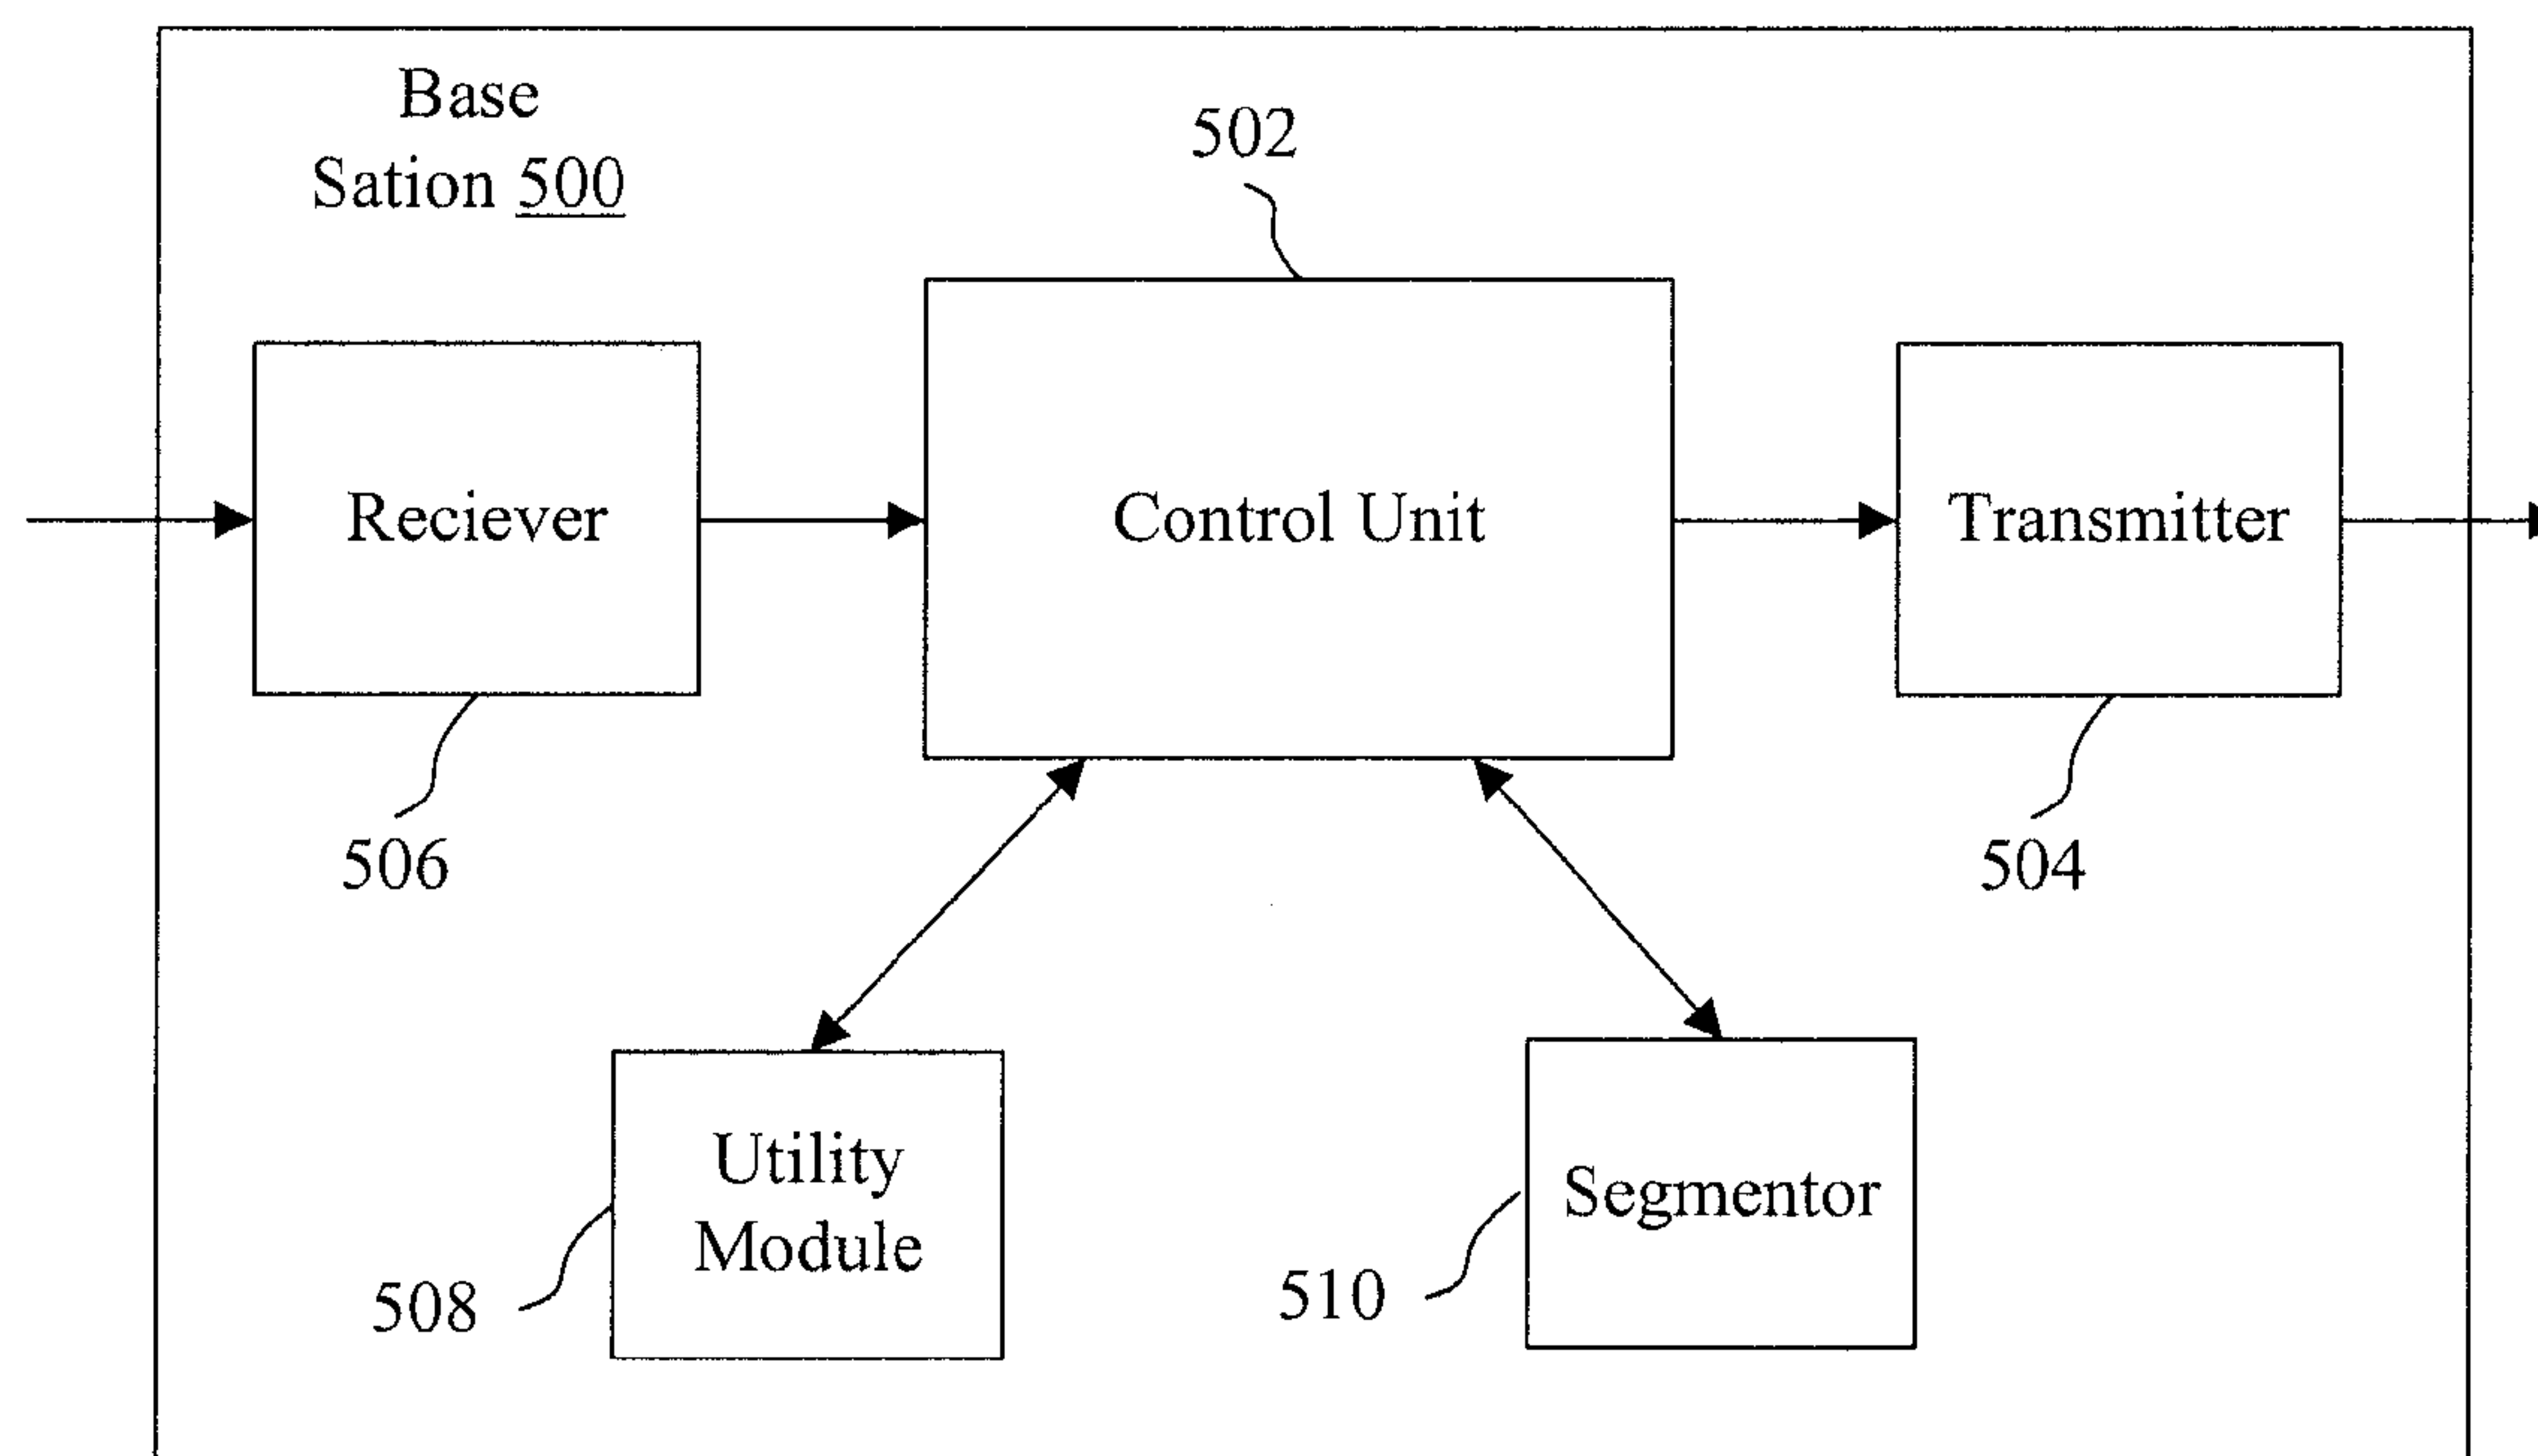 Base
Sation 500
502
Reciever
Control Unit
Transmitter
506
504
Utility
Module
Segmentor
508
510